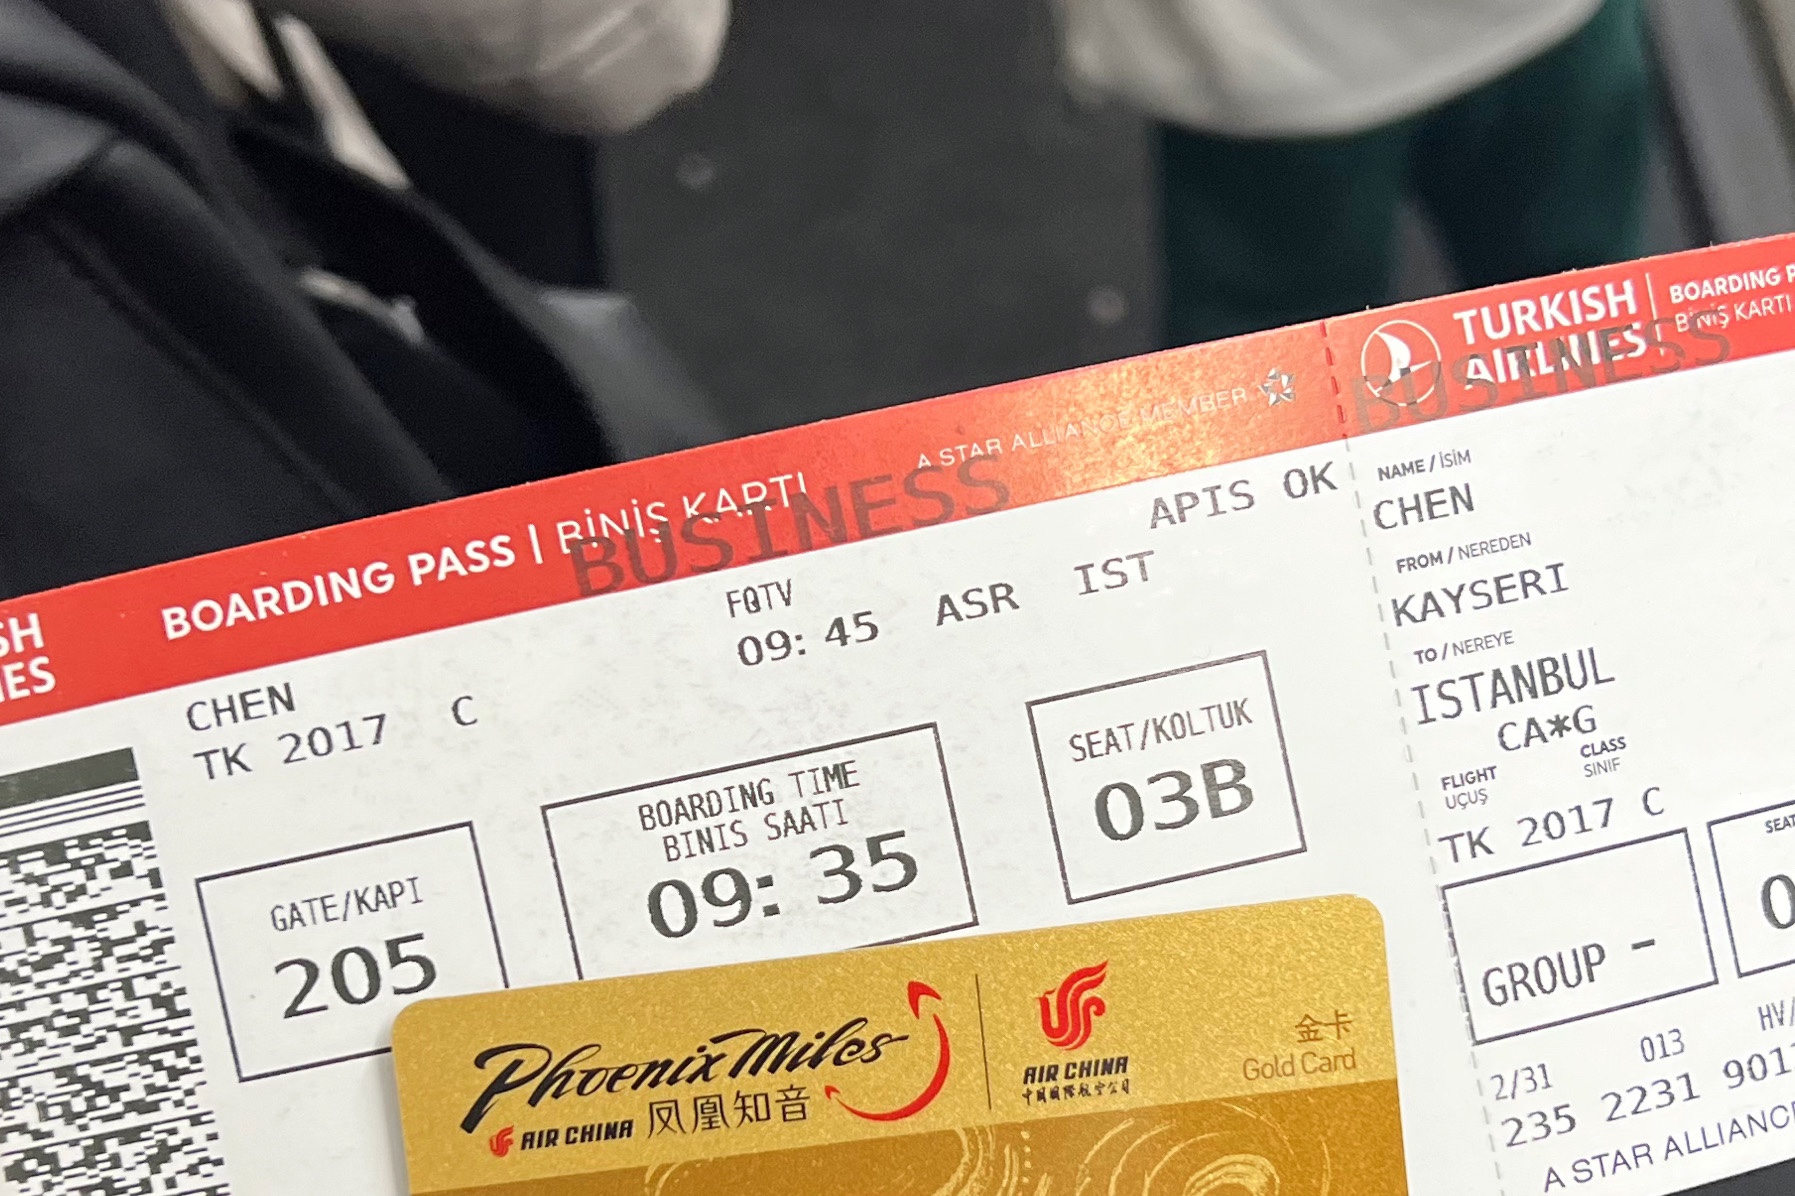 BOARDING PASS | BİNİŞ KARTI
BUSINESS
A STAR ALLIANCE MEMBER
FQTV
APIS OK
09: 45 ASR IST
CHEN
TK 2017 C
GATE/KAPI
205
BOARDING TIME
BINIS SAATI
09: 35
SEAT/KOLTUK
03B
TURKISH
AIRLINES
BOARDING
BİNİŞ KARTI
BUSINESS
NAME / İSİM
CHEN
FROM / NEREDEN
KAYSERI
TO / NEREYE
ISTANBUL
CA*G
FLIGHT
UÇUŞ
CLASS
SINIF
TK 2017 C
GROUP -
2/31 013
235 2231
A STAR ALLIANCE
PhoenixMiles
AIR CHINA 凤凰知音
AIR CHINA
中国国际航空公司
金卡
Gold Card